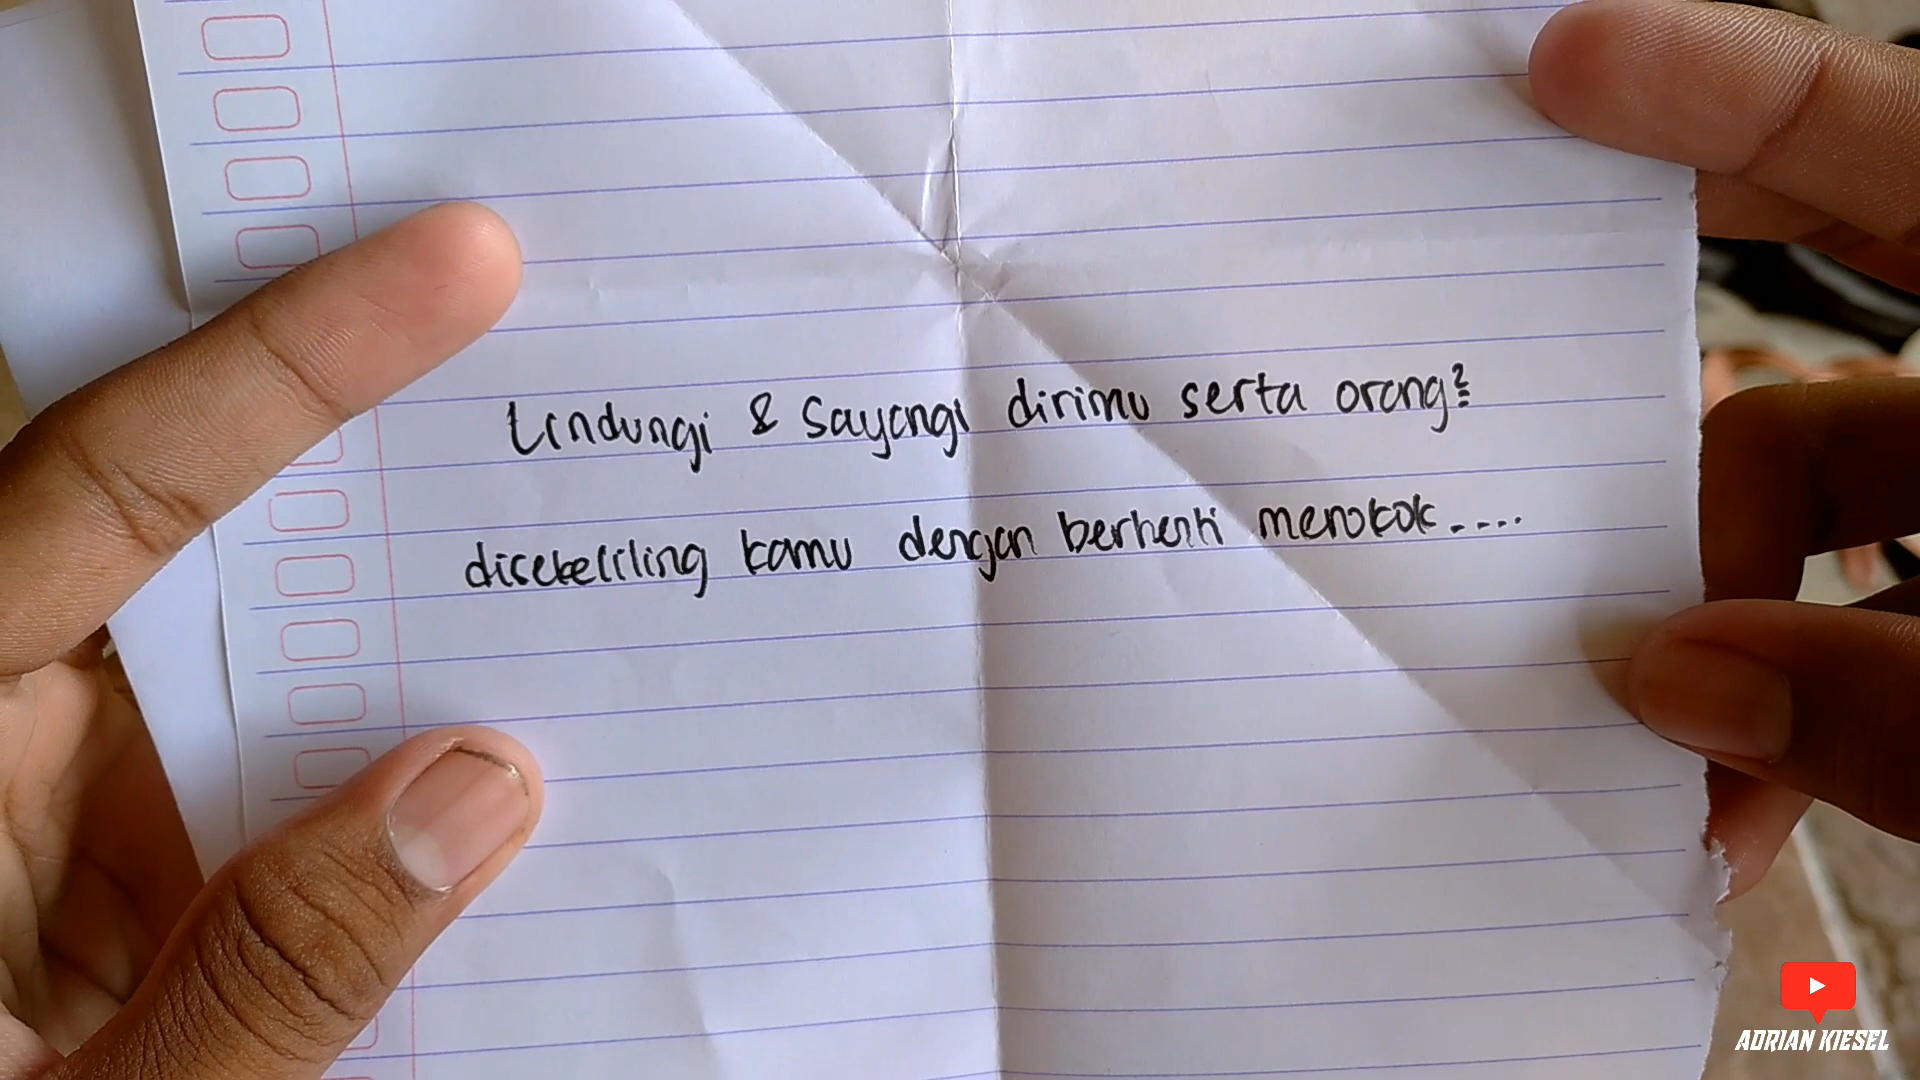 Lindungi & Sayangi dirimu serta orang²
disekeliling kamu dengan berhenti merokok.....
ADRIAN KIESEL